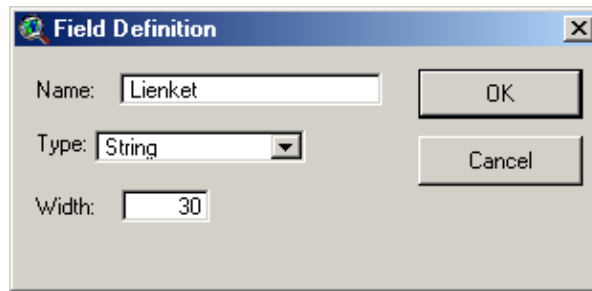 Field Definition
Name: Lienket
OK
Type: String
Cancel
Width: 30